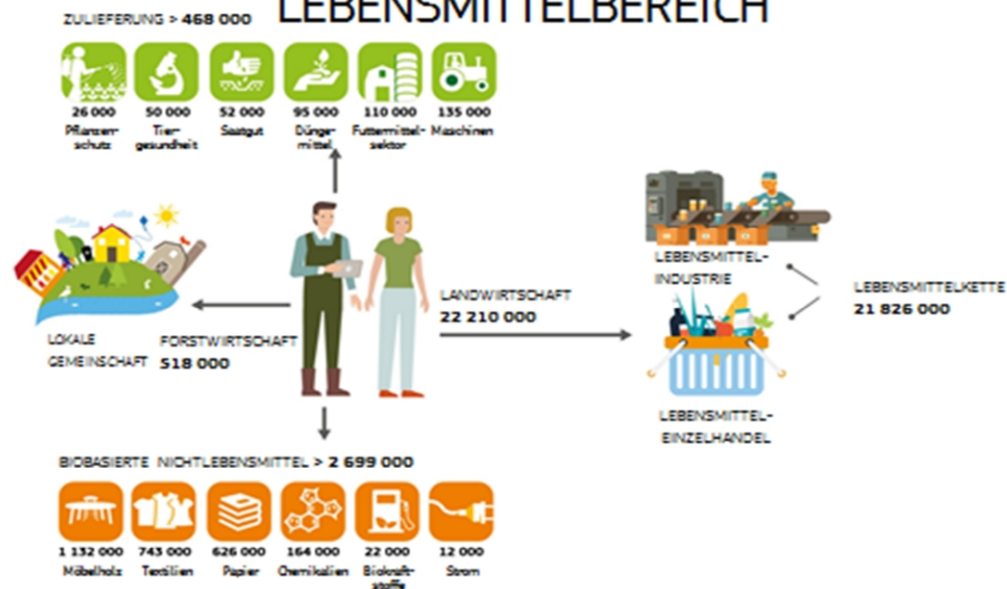 LEBENSMITTELBEREICH
ZULIEFERUNG > 468 000
26 000 50 000 52 000 95 000 110 000 135 000
Pflanzen- Tier- Saatgut Dünge- Futtermittel- Maschinen
schutz gesundheit mittel sektor
LEBENSMITTEL-
INDUSTRIE
LANDWIRTSCHAFT
22 210 000
LEBENSMITTELKETTE
21 826 000
LOKALE
GEMEINSCHAFT
FORSTWIRTSCHAFT
518 000
LEBENSMITTEL-
EINZELHANDEL
BIOBASIERTE NICHTLEBENSMITTEL > 2 699 000
1 132 000 743 000 626 000 164 000 22 000 12 000
Möbelholz Textilien Papier Chemikalien Biokraft- Strom
stoffe